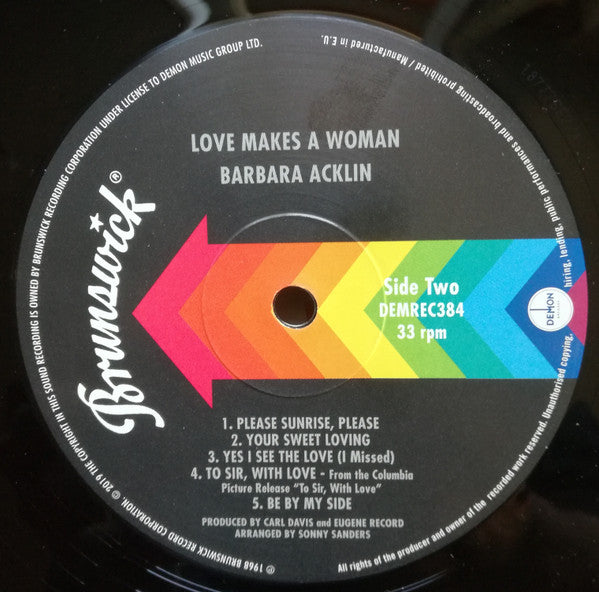 LOVE MAKES A WOMAN
BARBARA ACKLIN
Brunswick®
Side Two
DEMREC384
33 rpm
DEMON
1. PLEASE SUNRISE, PLEASE
2. YOUR SWEET LOVING
3. YES I SEE THE LOVE (I Missed)
4. TO SIR, WITH LOVE - From the Columbia
Picture Release "To Sir, With Love"
5. BE BY MY SIDE
PRODUCED BY CARL DAVIS and EUGENE RECORD
ARRANGED BY SONNY SANDERS
℗ 1968 BRUNSWICK RECORD CORPORATION. © 2019 THE COPYRIGHT IN THIS SOUND RECORDING IS OWNED BY BRUNSWICK RECORDING CORPORATION UNDER LICENSE TO DEMON MUSIC GROUP LTD.
All rights of the producer and owner of the recorded work reserved. Unauthorised copying, hiring, lending, public performances and broadcasting prohibited / Manufactured in E.U.